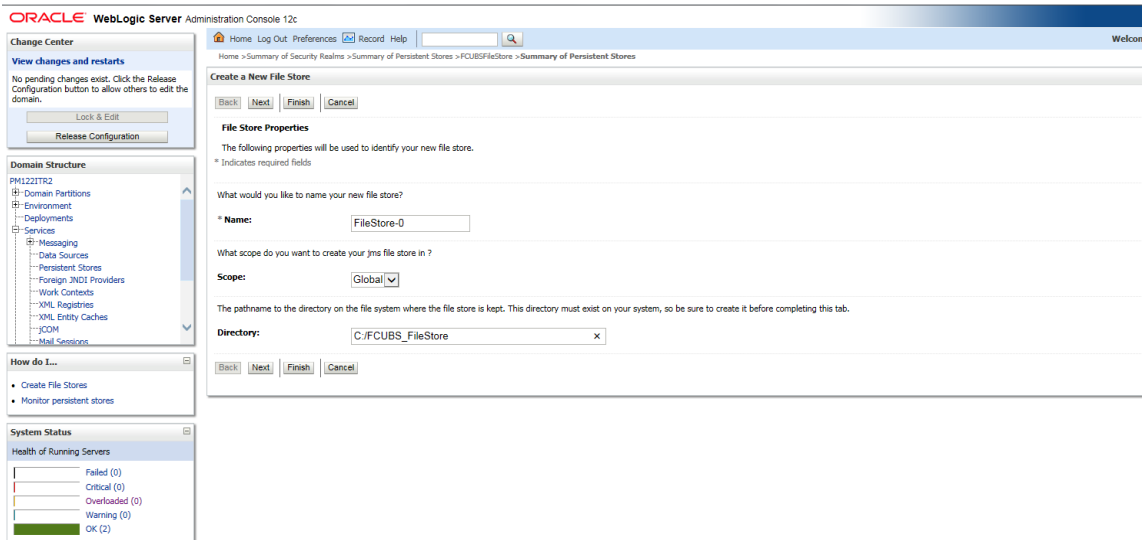 ORACLE WebLogic Server Administration Console 12c
Change Center
View changes and restarts
No pending changes exist. Click the Release
Configuration button to allow others to edit the
domain.
Lock & Edit
Release Configuration
Domain Structure
PM122ITR2
Domain Partitions
Environment
Deployments
Services
Messaging
Data Sources
Persistent Stores
Foreign JNDI Providers
Work Contexts
XML Registries
XML Entity Caches
jCOM
Mail Sessions
How do I...
Create File Stores
Monitor persistent stores
System Status
Health of Running Servers
Failed (0)
Critical (0)
Overloaded (0)
Warning (0)
OK (2)
Home Log Out Preferences Record Help
Welcom
Home >Summary of Security Realms >Summary of Persistent Stores >FCUBSFileStore >Summary of Persistent Stores
Create a New File Store
Back Next Finish Cancel
File Store Properties
The following properties will be used to identify your new file store.
* Indicates required fields
What would you like to name your new file store?
* Name: FileStore-0
What scope do you want to create your jms file store in ?
Scope: Global
The pathname to the directory on the file system where the file store is kept. This directory must exist on your system, so be sure to create it before completing this tab.
Directory: C:/FCUBS_FileStore ×
Back Next Finish Cancel